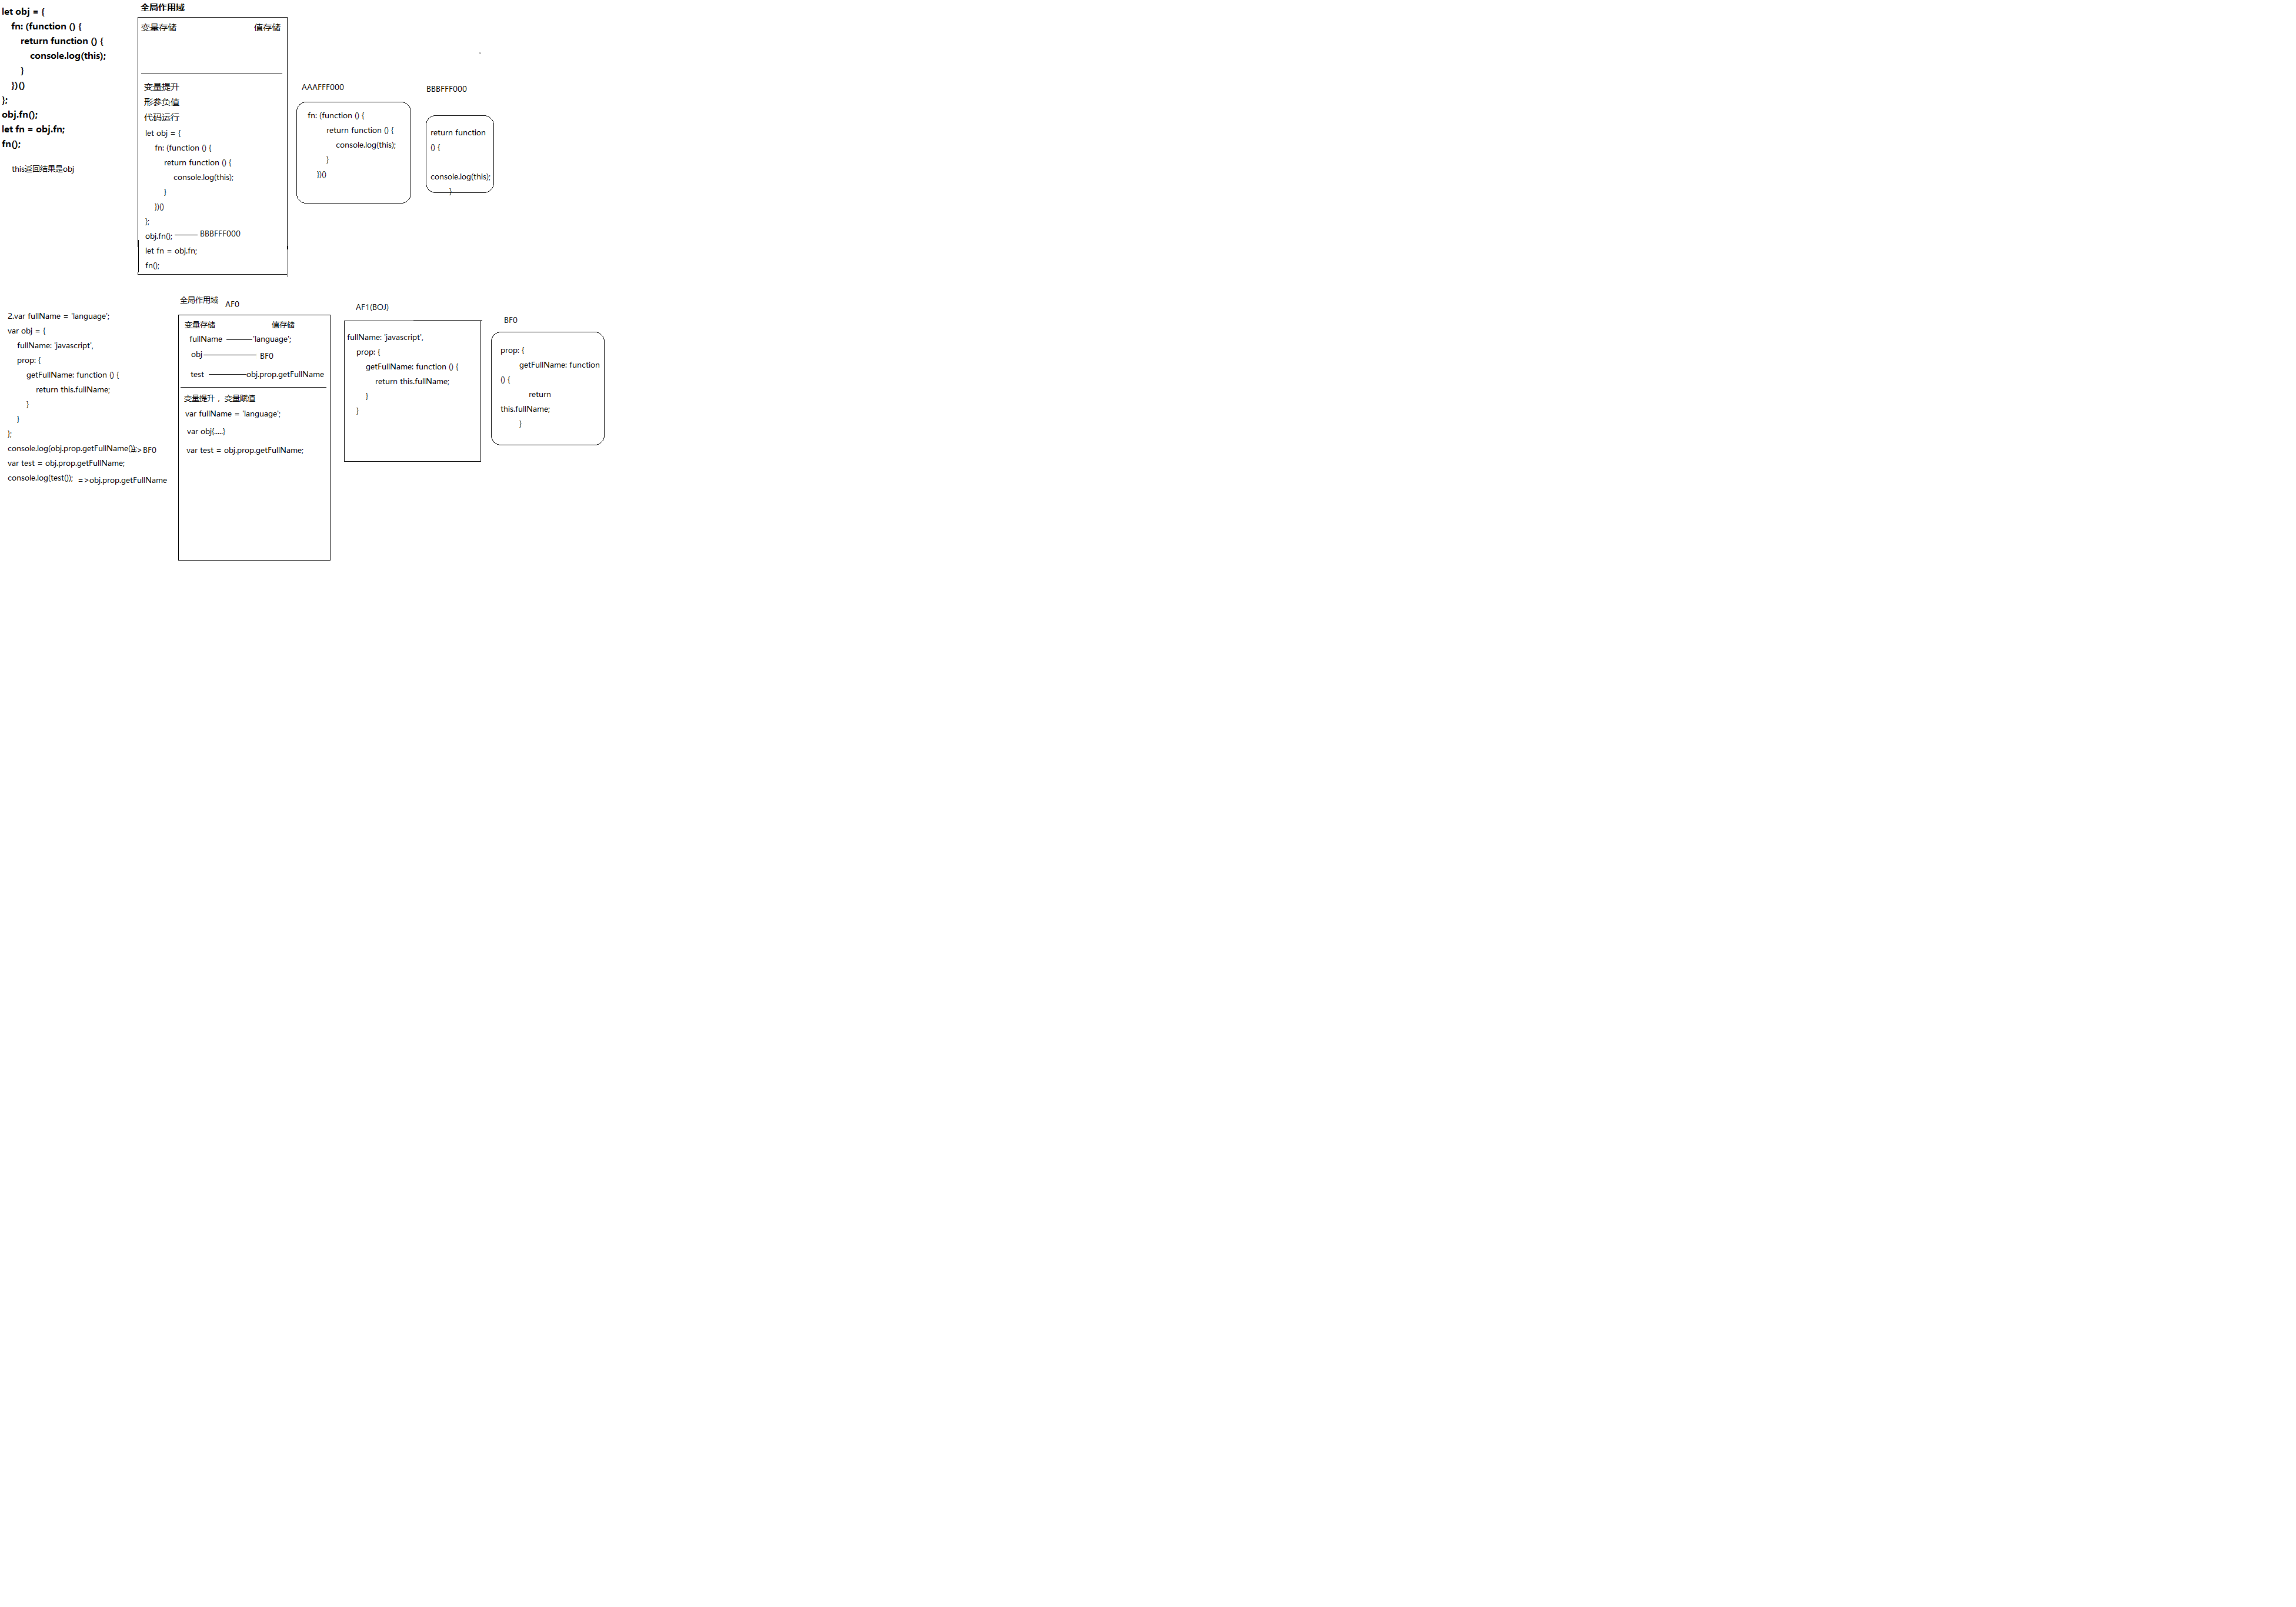 let obj = {
fn: (function () {
return function () {
console.log(this);
}
})()
};
obj.fn();
let fn = obj.fn;
fn();
this返回结果是obj
全局作用域
变量存储 值存储
变量提升
形参负值
代码运行
let obj = {
fn: (function () {
return function () {
console.log(this);
}
})()
};
obj.fn(); BBBFFF000
let fn = obj.fn;
fn();
AAAFFF000
fn: (function () {
return function () {
console.log(this);
}
})()
BBBFFF000
return function
() {
console.log(this);
}
2.var fullName = 'language';
var obj = {
fullName: 'javascript',
prop: {
getFullName: function () {
return this.fullName;
}
}
};
console.log(obj.prop.getFullName()); =>BF0
var test = obj.prop.getFullName;
console.log(test()); =>obj.prop.getFullName
全局作用域 AF0
变量存储 值存储
fullName 'language';
obj BF0
test obj.prop.getFullName
变量提升 ，变量赋值
var fullName = 'language';
var obj{....}
var test = obj.prop.getFullName;
AF1(BOJ)
fullName: 'javascript',
prop: {
getFullName: function () {
return this.fullName;
}
}
BF0
prop: {
getFullName: function
() {
return
this.fullName;
}